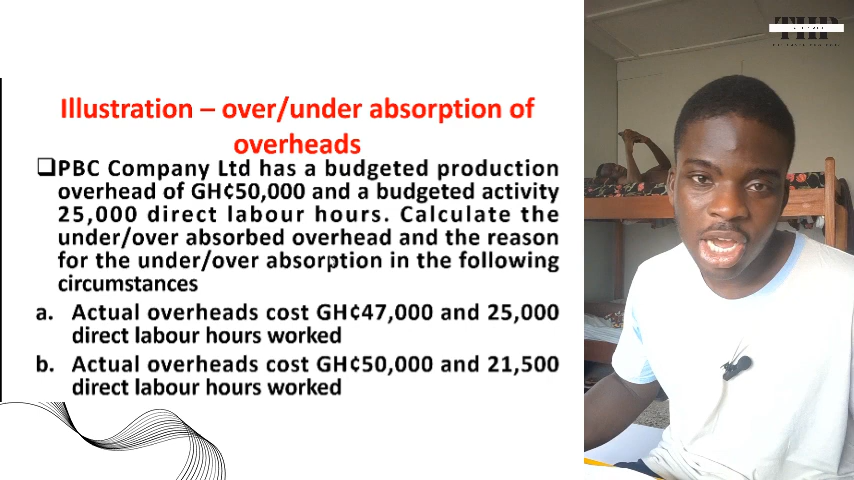 THP
Illustration – over/under absorption of
overheads
PBC Company Ltd has a budgeted production
overhead of GH¢50,000 and a budgeted activity
25,000 direct labour hours. Calculate the
under/over absorbed overhead and the reason
for the under/over absorption in the following
circumstances
a. Actual overheads cost GH¢47,000 and 25,000
direct labour hours worked
b. Actual overheads cost GH¢50,000 and 21,500
direct labour hours worked